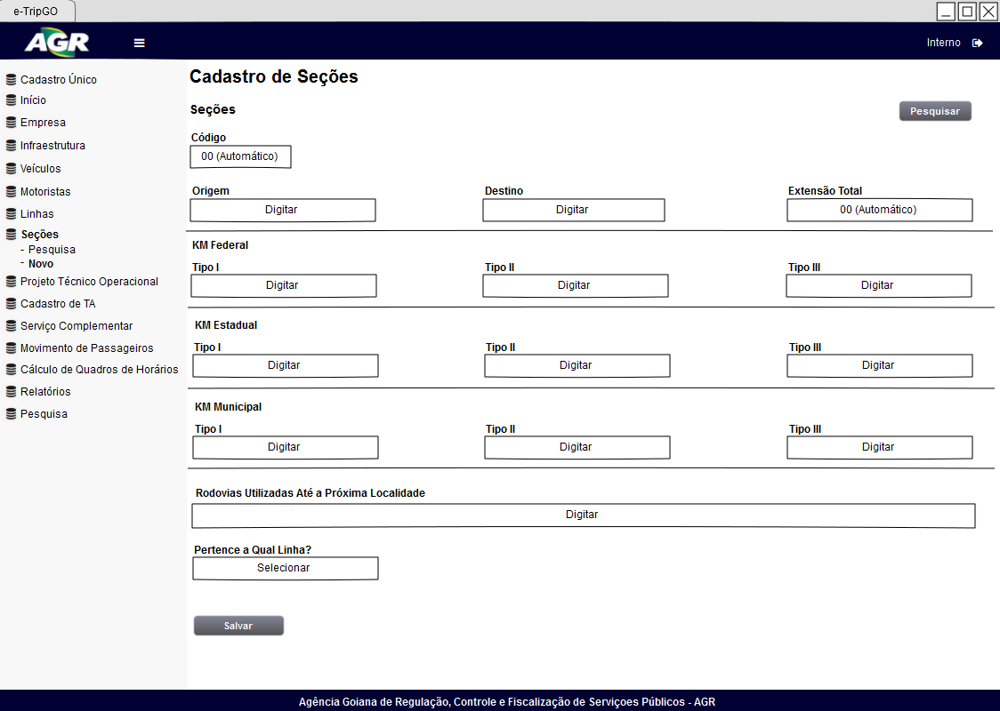 e-TripGO
AGR
Interno
Cadastro Único
Início
Empresa
Infraestrutura
Veículos
Motoristas
Linhas
Seções
- Pesquisa
- Novo
Projeto Técnico Operacional
Cadastro de TA
Serviço Complementar
Movimento de Passageiros
Cálculo de Quadros de Horários
Relatórios
Pesquisa
Cadastro de Seções
Seções
Pesquisar
Código
00 (Automático)
Origem Destino Extensão Total
Digitar Digitar 00 (Automático)
KM Federal
Tipo I Tipo II Tipo III
Digitar Digitar Digitar
KM Estadual
Tipo I Tipo II Tipo III
Digitar Digitar Digitar
KM Municipal
Tipo I Tipo II Tipo III
Digitar Digitar Digitar
Rodovias Utilizadas Até a Próxima Localidade
Digitar
Pertence a Qual Linha?
Selecionar
Salvar
Agência Goiana de Regulação, Controle e Fiscalização de Serviçoes Públicos - AGR